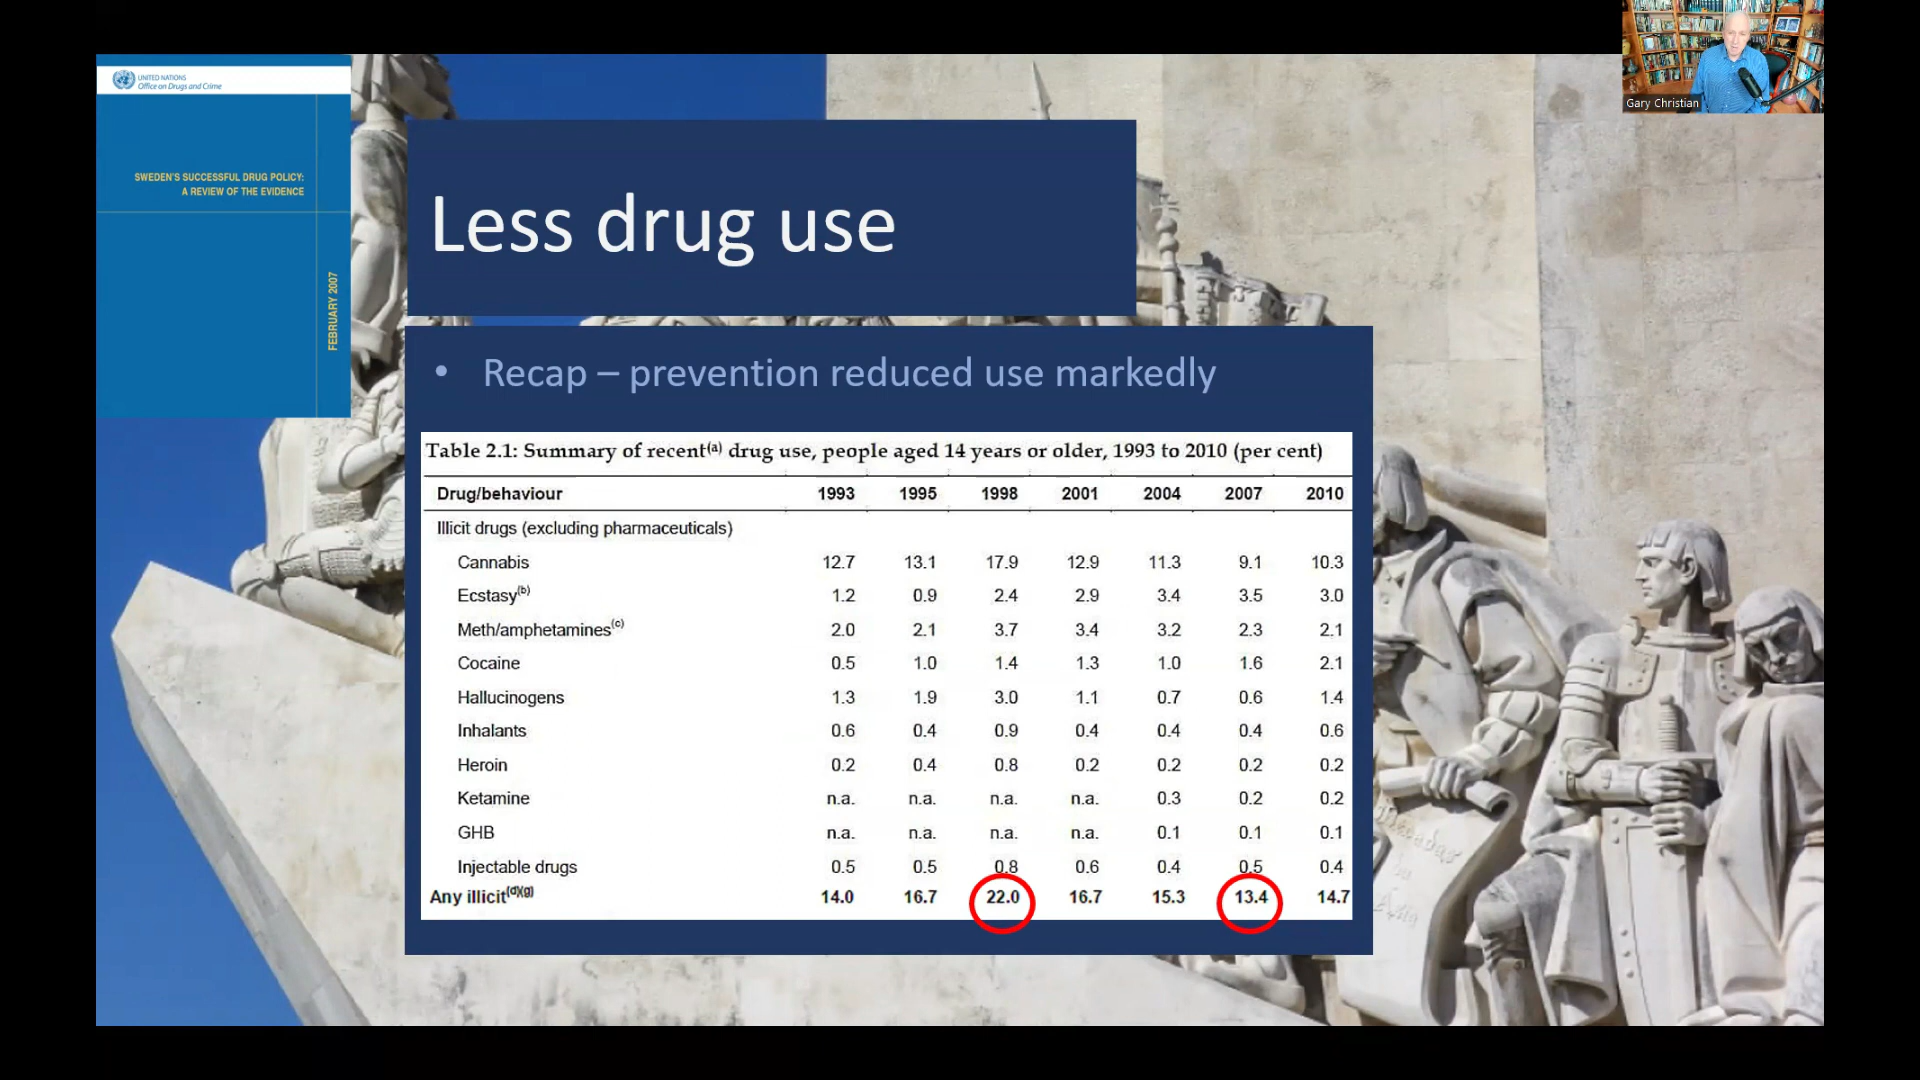 UNITED NATIONS
Office on Drugs and Crime
SWEDEN'S SUCCESSFUL DRUG POLICY:
A REVIEW OF THE EVIDENCE
FEBRUARY 2007
Gary Christian
Less drug use
• Recap – prevention reduced use markedly
Table 2.1: Summary of recent(a) drug use, people aged 14 years or older, 1993 to 2010 (per cent)
Drug/behaviour 1993 1995 1998 2001 2004 2007 2010
Illicit drugs (excluding pharmaceuticals)
Cannabis 12.7 13.1 17.9 12.9 11.3 9.1 10.3
Ecstasy(b) 1.2 0.9 2.4 2.9 3.4 3.5 3.0
Meth/amphetamines(c) 2.0 2.1 3.7 3.4 3.2 2.3 2.1
Cocaine 0.5 1.0 1.4 1.3 1.0 1.6 2.1
Hallucinogens 1.3 1.9 3.0 1.1 0.7 0.6 1.4
Inhalants 0.6 0.4 0.9 0.4 0.4 0.4 0.6
Heroin 0.2 0.4 0.8 0.2 0.2 0.2 0.2
Ketamine n.a. n.a. n.a. n.a. 0.3 0.2 0.2
GHB n.a. n.a. n.a. n.a. 0.1 0.1 0.1
Injectable drugs 0.5 0.5 0.8 0.6 0.4 0.5 0.4
Any illicit(d)(g) 14.0 16.7 22.0 16.7 15.3 13.4 14.7